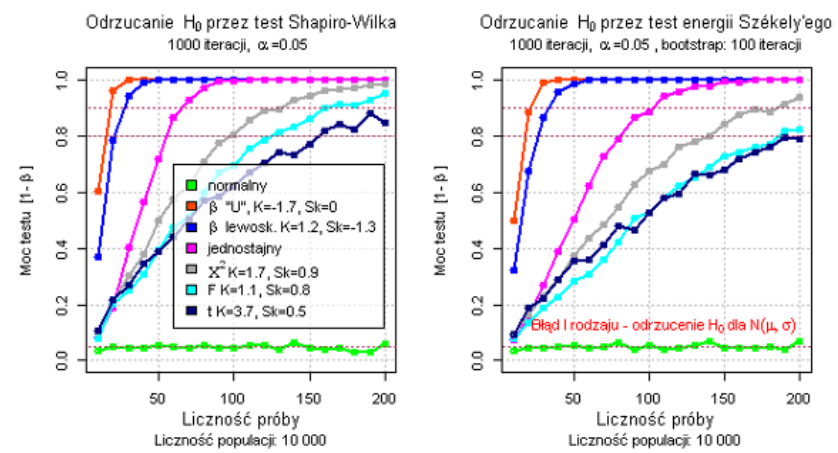 Odrzucanie H₀ przez test Shapiro-Wilka
1000 iteracji, α=0.05
Moc testu [1- β ]
1.0
0.8
0.6
0.4
0.2
0.0
normalny
β "U", K=-1.7, Sk=0
β lewosk. K=1.2, Sk=-1.3
jednostajny
X² K=1.7, Sk=0.9
F K=1.1, Sk=0.8
t K=3.7, Sk=0.5
50 100 150 200
Liczność próby
Liczność populacji: 10 000
Odrzucanie H₀ przez test energii Székely'ego
1000 iteracji, α=0.05 , bootstrap: 100 iteracji
Moc testu [1- β ]
1.0
0.8
0.6
0.4
0.2
0.0
Błąd I rodzaju - odrzucenie H₀ dla N(μ, σ)
50 100 150 200
Liczność próby
Liczność populacji: 10 000